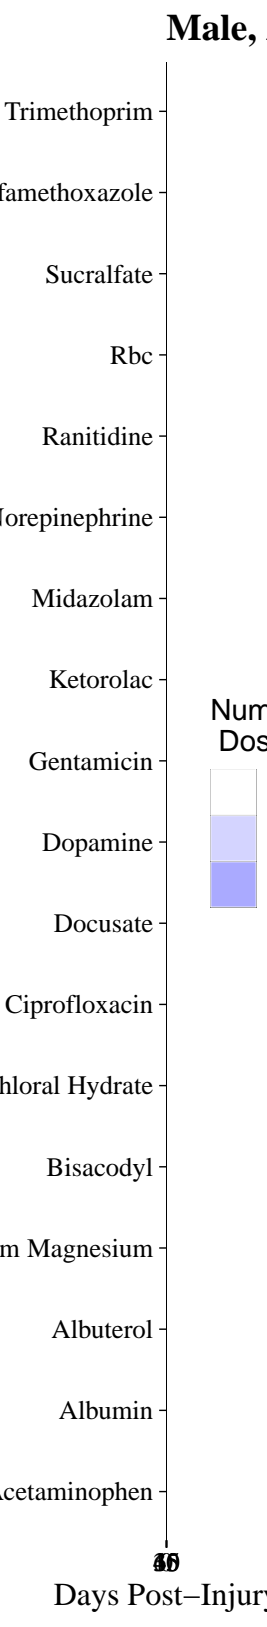 Male,
Trimethoprim
famethoxazole
Sucralfate
Rbc
Ranitidine
Norepinephrine
Midazolam
Ketorolac
Num
Dos
Gentamicin
Dopamine
Docusate
Ciprofloxacin
hloral Hydrate
Bisacodyl
m Magnesium
Albuterol
Albumin
Acetaminophen
Days Post−Injury